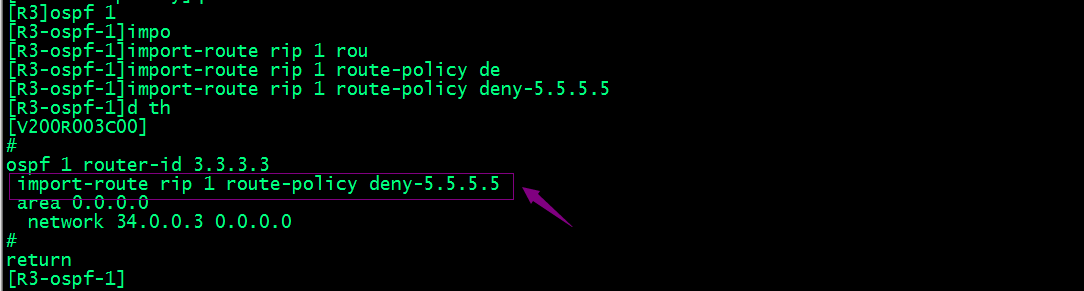 [R3]ospf 1
[R3-ospf-1]impo
[R3-ospf-1]import-route rip 1 rou
[R3-ospf-1]import-route rip 1 route-policy de
[R3-ospf-1]import-route rip 1 route-policy deny-5.5.5.5
[R3-ospf-1]d th
[V200R003C00]
#
ospf 1 router-id 3.3.3.3
 import-route rip 1 route-policy deny-5.5.5.5
 area 0.0.0.0
  network 34.0.0.3 0.0.0.0
#
return
[R3-ospf-1]